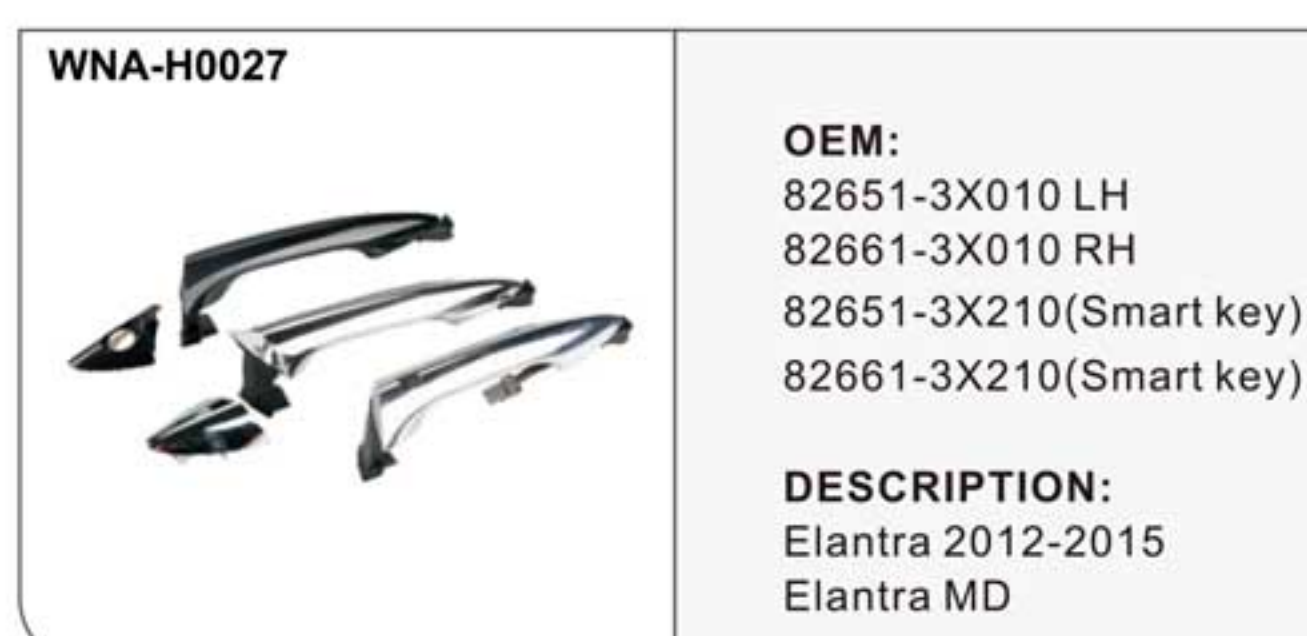 WNA-H0027
OEM:
82651-3X010 LH
82661-3X010 RH
82651-3X210(Smart key)
82661-3X210(Smart key)
DESCRIPTION:
Elantra 2012-2015
Elantra MD